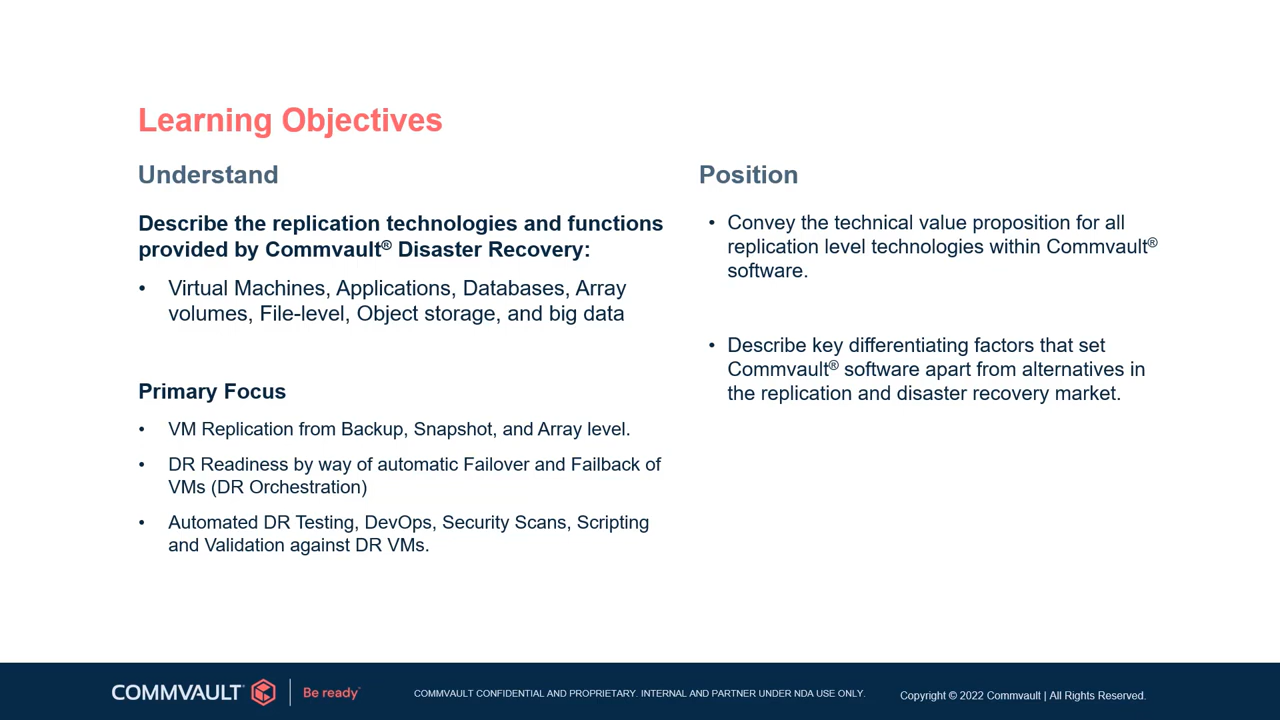 Learning Objectives
Understand
Describe the replication technologies and functions
provided by Commvault® Disaster Recovery:
• Virtual Machines, Applications, Databases, Array
volumes, File-level, Object storage, and big data
Primary Focus
• VM Replication from Backup, Snapshot, and Array level.
• DR Readiness by way of automatic Failover and Failback of
VMs (DR Orchestration)
• Automated DR Testing, DevOps, Security Scans, Scripting
and Validation against DR VMs.
Position
• Convey the technical value proposition for all
replication level technologies within Commvault®
software.
• Describe key differentiating factors that set
Commvault® software apart from alternatives in
the replication and disaster recovery market.
COMMVAULT
Be ready
COMMVAULT CONFIDENTIAL AND PROPRIETARY. INTERNAL AND PARTNER UNDER NDA USE ONLY.
Copyright © 2022 Commvault | All Rights Reserved.